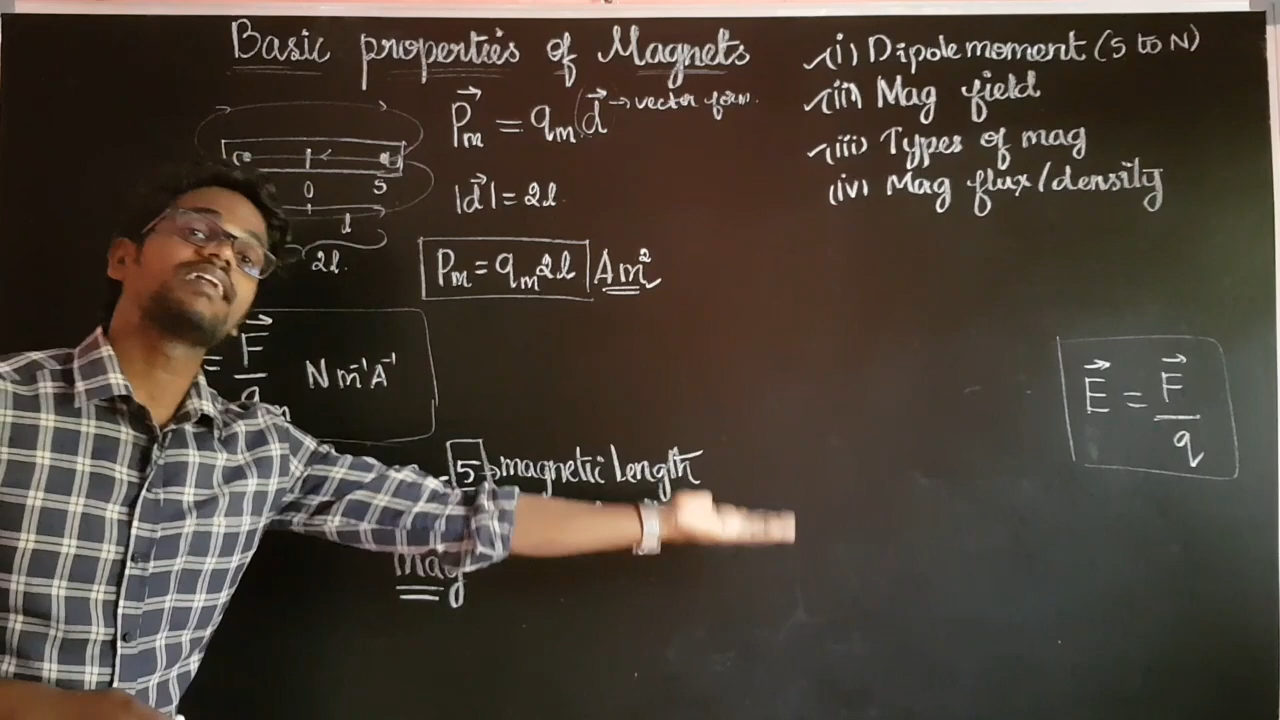 Basic properties of Magnets
(i) Dipole moment (S to N)
(ii) Mag field
(iii) Types of mag
(iv) Mag flux/density
P⃗m = qm d⃗ → vector form.
|d⃗| = 2l.
O S
l
2l.
Pm = qm 2l Am²
= F⃗/qm N m⁻¹ A⁻¹
E⃗ = F⃗/q
5 → magnetic Length
Mag